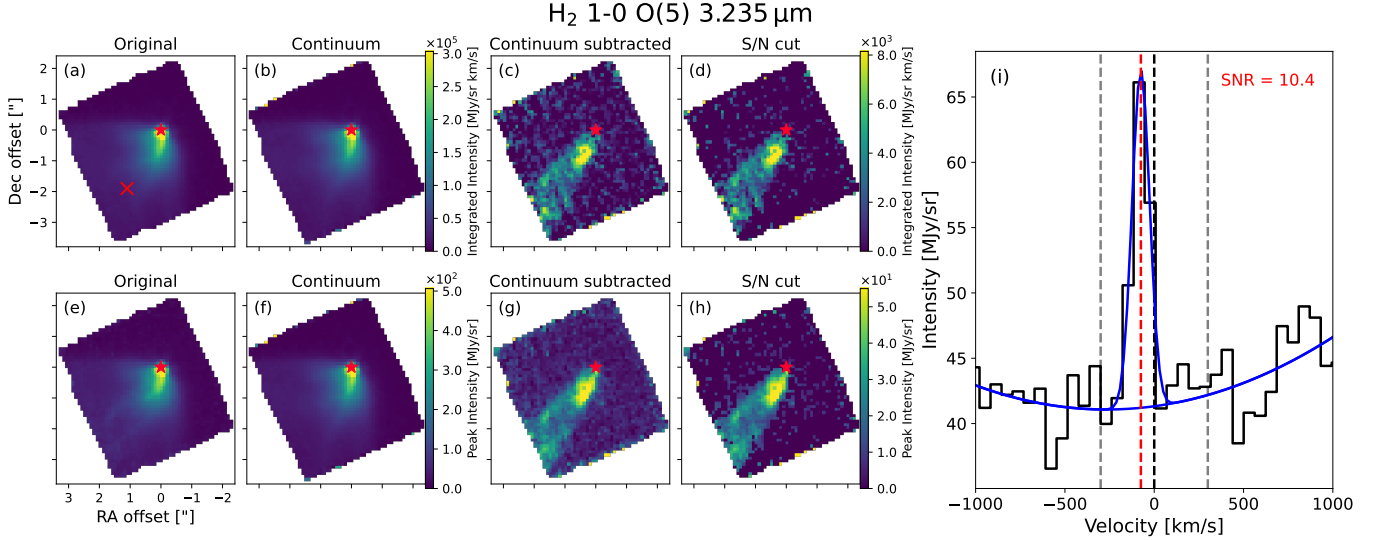 H₂ 1-0 O(5) 3.235 μm
Original
Continuum
×10⁵
Continuum subtracted
S/N cut
×10³
(a)
(b)
(c)
(d)
(i)
SNR = 10.4
2
1
0
−1
−2
−3
Dec offset ["]
3.0
2.5
2.0
1.5
1.0
0.5
0.0
Integrated Intensity [MJy/sr km/s]
8.0
6.0
4.0
2.0
0.0
Integrated Intensity [MJy/sr km/s]
Original
Continuum
×10²
Continuum subtracted
S/N cut
×10¹
(e)
(f)
(g)
(h)
5.0
4.0
3.0
2.0
1.0
0.0
Peak Intensity [MJy/sr]
5.0
4.0
3.0
2.0
1.0
0.0
Peak Intensity [MJy/sr]
3 2 1 0 −1 −2
RA offset ["]
65
60
55
50
45
40
Intensity [MJy/sr]
−1000 −500 0 500 1000
Velocity [km/s]